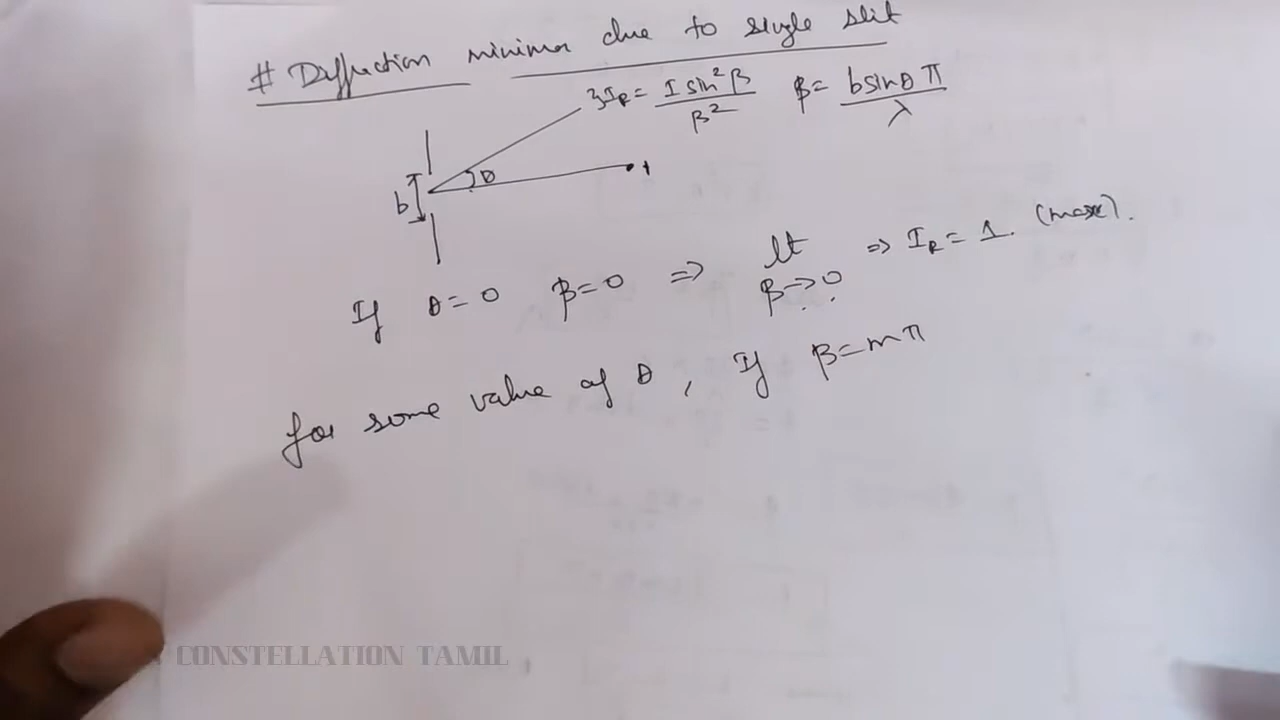 # Diffraction minima due to single slit
I_R = I sin²β / β² β = b sinθ π / λ
θ
b
If θ = 0 β = 0 ⇒ lt β→0 ⇒ I_R = 1. (max).
for some value of θ, If β = mπ
CONSTELLATION TAMIL